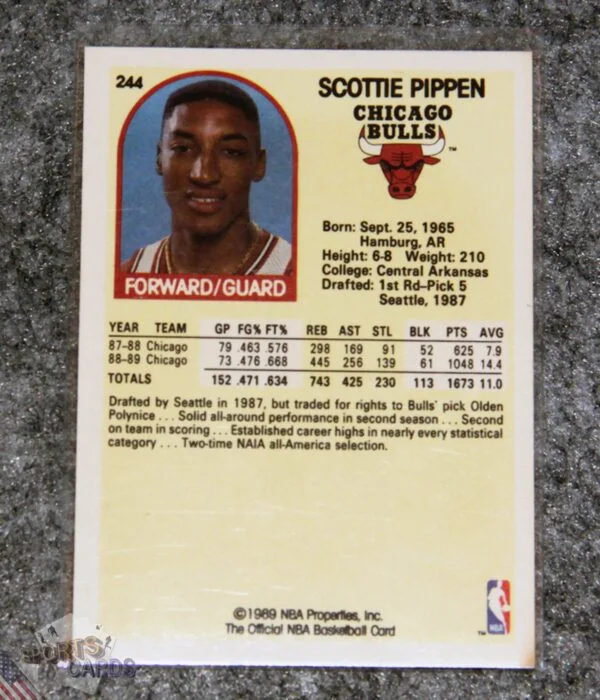 244
SCOTTIE PIPPEN
CHICAGO
BULLS
TM
FORWARD/GUARD
Born: Sept. 25, 1965
Hamburg, AR
Height: 6-8 Weight: 210
College: Central Arkansas
Drafted: 1st Rd-Pick 5
Seattle, 1987
YEAR TEAM GP FG% FT% REB AST STL BLK PTS AVG
87-88 Chicago 79 .463 .576 298 169 91 52 625 7.9
88-89 Chicago 73 .476 .668 445 256 139 61 1048 14.4
TOTALS 152 .471 .634 743 425 230 113 1673 11.0
Drafted by Seattle in 1987, but traded for rights to Bulls' pick Olden
Polynice . . . Solid all-around performance in second season . . . Second
on team in scoring . . . Established career highs in nearly every statistical
category . . . Two-time NAIA all-America selection.
©1989 NBA Properties, Inc.
The Official NBA Basketball Card
TM
NBA
SPORTS
CARDS